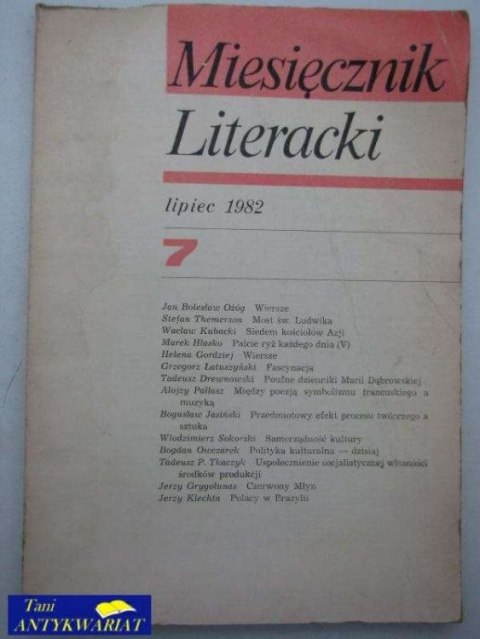 Miesięcznik
Literacki
lipiec 1982
7
Jan Bolesław Ożóg Wiersze
Stefan Themerson Most św. Ludwika
Wacław Kubacki Siedem kościołów Azji
Marek Hłasko Palcie ryż każdego dnia (V)
Helena Gordziej Wiersze
Grzegorz Łatuszyński Fascynacja
Tadeusz Drewnowski Poufne dzienniki Marii Dąbrowskiej
Alojzy Pałłasz Między poezją symbolizmu francuskiego a
muzyką
Bogusław Jasiński Przedmiotowy efekt procesu twórczego a
sztuka
Włodzimierz Sokorski Samorządność kultury
Bogdan Owczarek Polityka kulturalna — dzisiaj
Tadeusz P. Tkaczyk Uspołecznienie socjalistycznej własności
środków produkcji
Jerzy Grygolunas Czerwony Młyn
Jerzy Klechta Polacy w Brazylii
Tani
ANTYKWARIAT